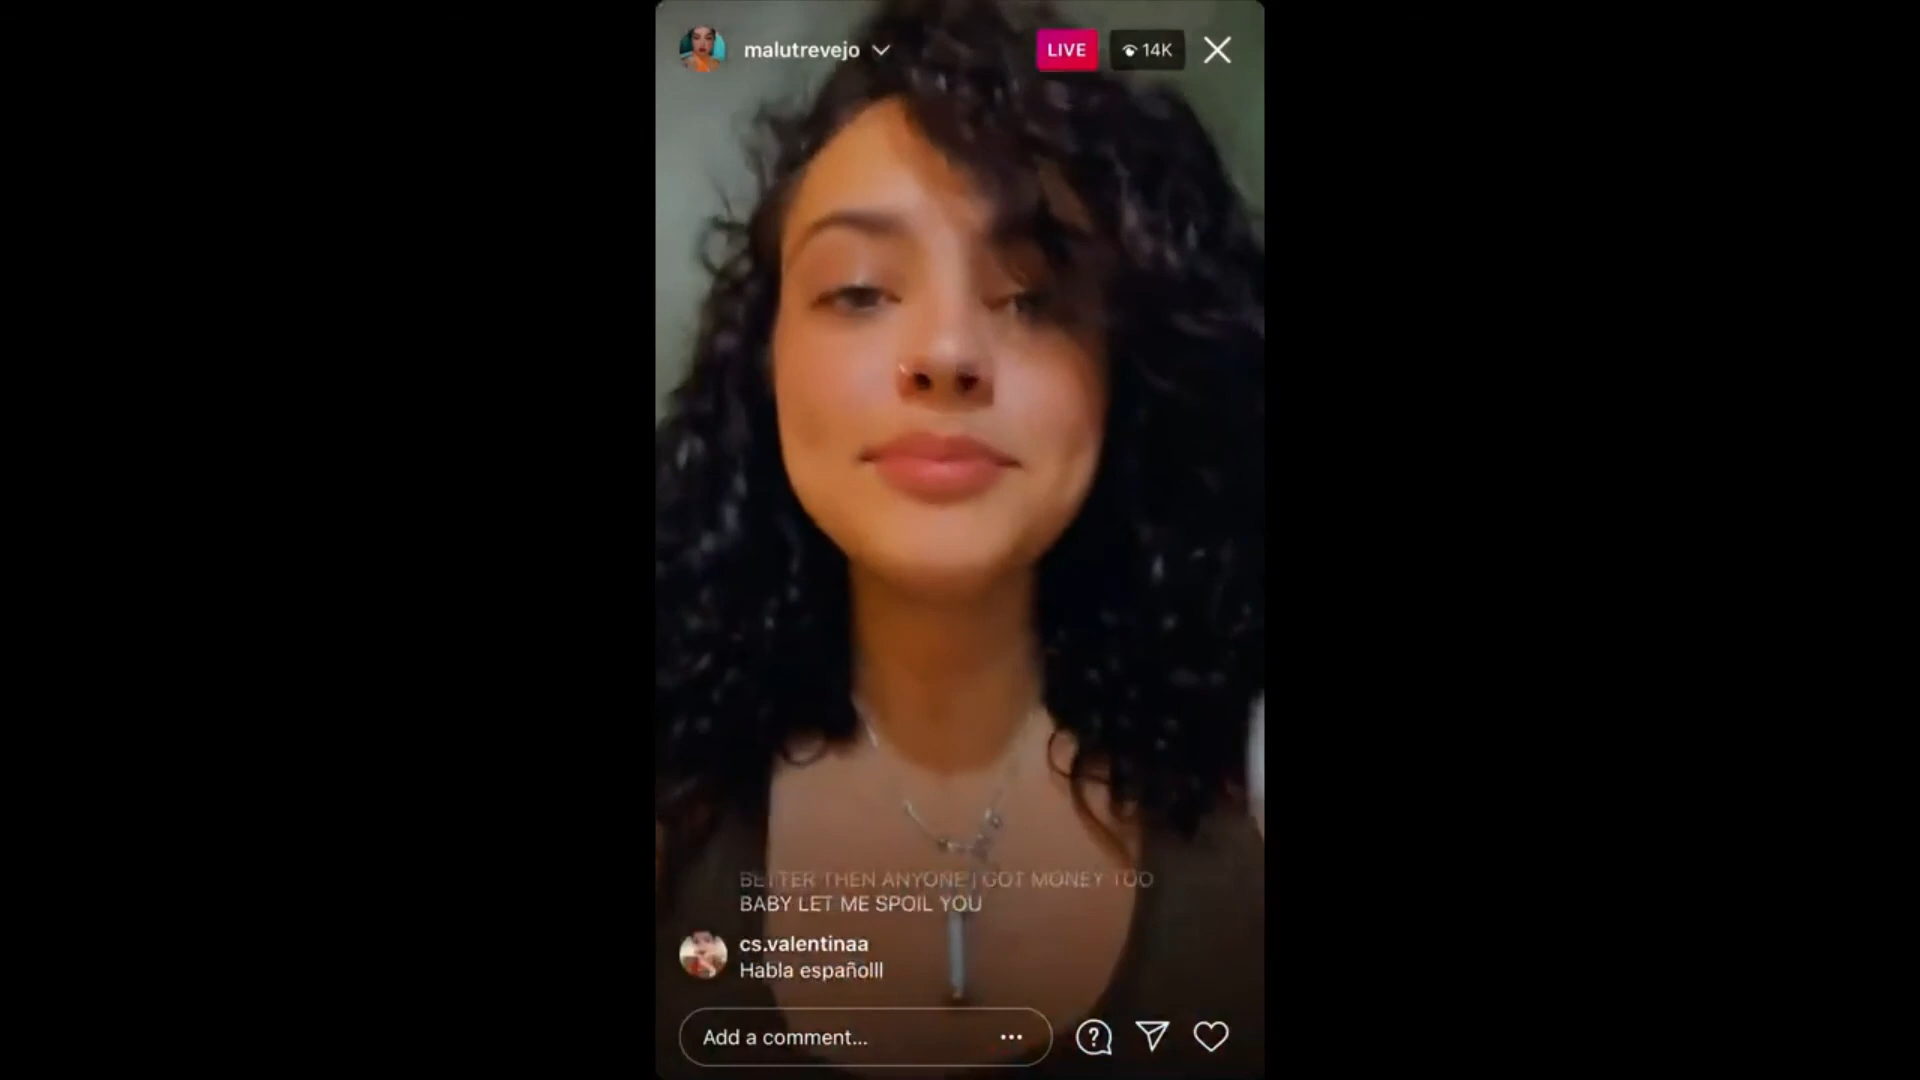 malutrevejo
LIVE
14K
BETTER THEN ANYONE I GOT MONEY TOO
BABY LET ME SPOIL YOU
cs.valentinaa
Habla españolll
Add a comment...